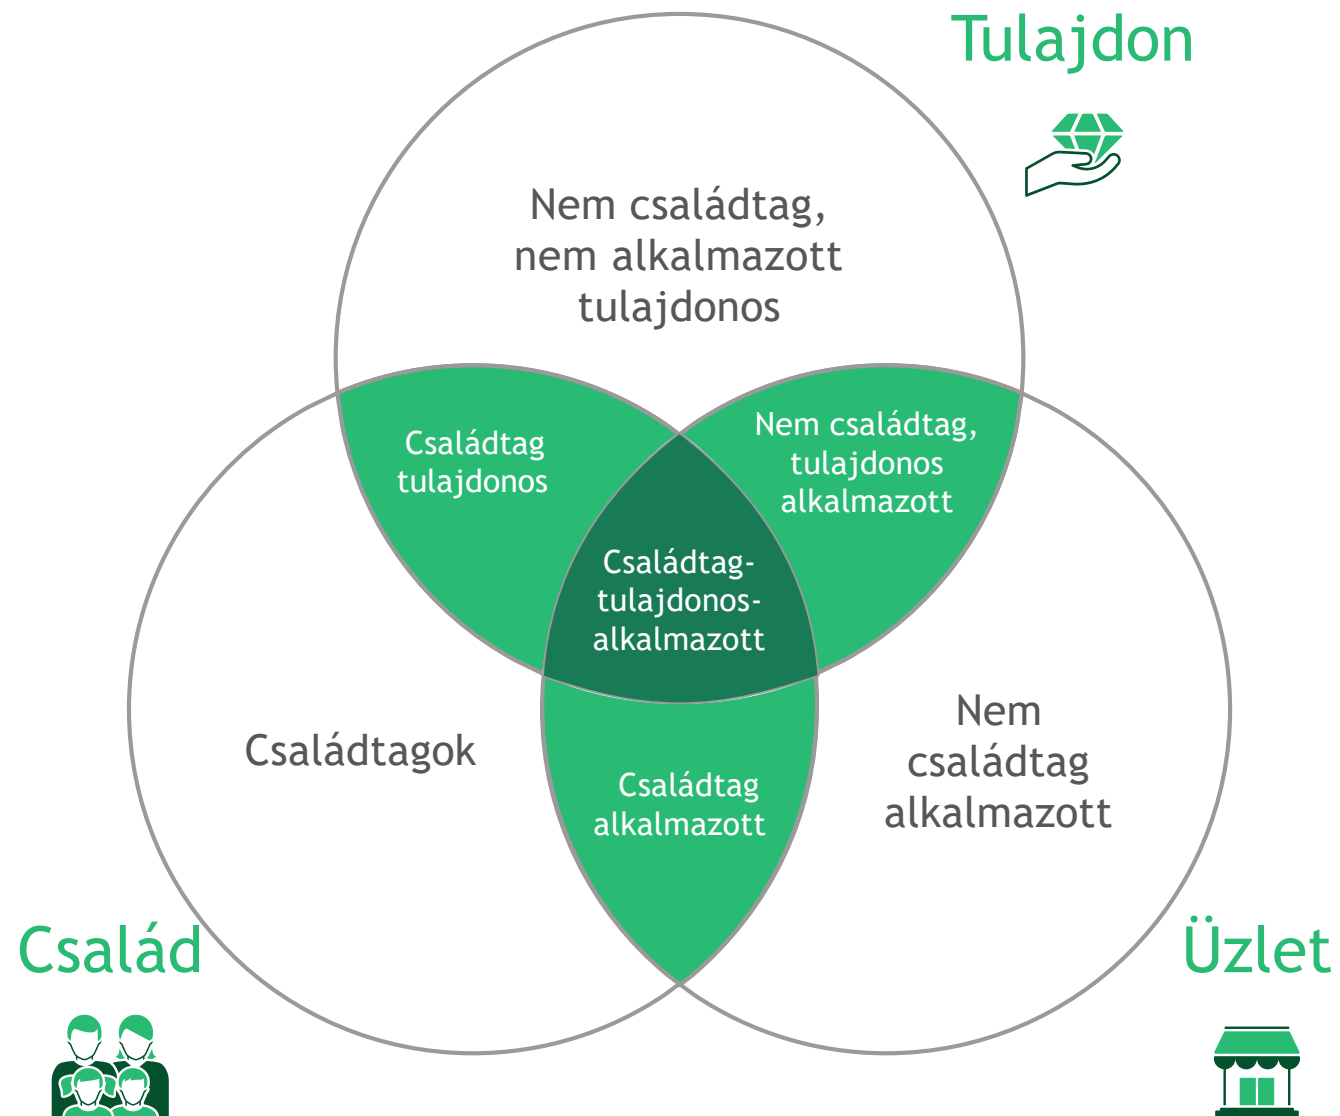 Tulajdon
Nem családtag,
nem alkalmazott
tulajdonos
Családtag
tulajdonos
Nem családtag,
tulajdonos
alkalmazott
Családtag-
tulajdonos-
alkalmazott
Családtagok
Családtag
alkalmazott
Nem
családtag
alkalmazott
Család
Üzlet